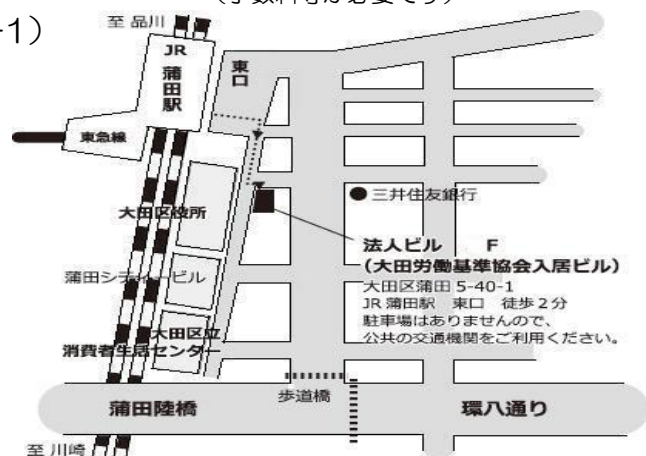 -1）
至 品川
JR
蒲田駅
東口
東急線
大田区役所
三井住友銀行
蒲田シティービル
法人ビル　F
(大田労働基準協会入居ビル)
大田区蒲田 5-40-1
JR 蒲田駅　東口　徒歩 2 分
駐車場はありませんので、
公共の交通機関をご利用ください。
大田区立
消費者生活センター
歩道橋
蒲田陸橋
環八通り
至 川崎